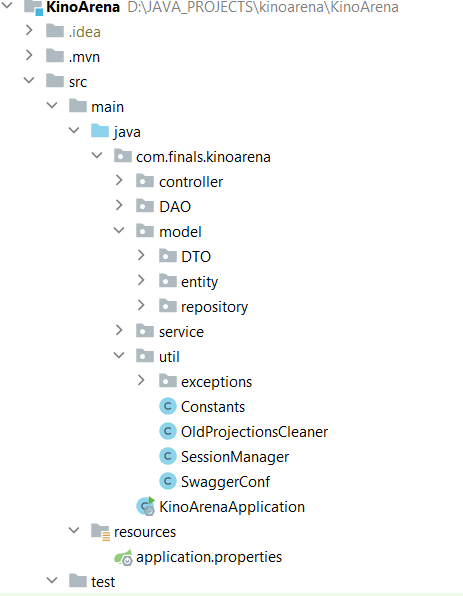 KinoArena D:\JAVA_PROJECTS\kinoarena\KinoArena
.idea
.mvn
src
main
java
com.finals.kinoarena
controller
DAO
model
DTO
entity
repository
service
util
exceptions
C Constants
C OldProjectionsCleaner
C SessionManager
C SwaggerConf
C KinoArenaApplication
resources
application.properties
test